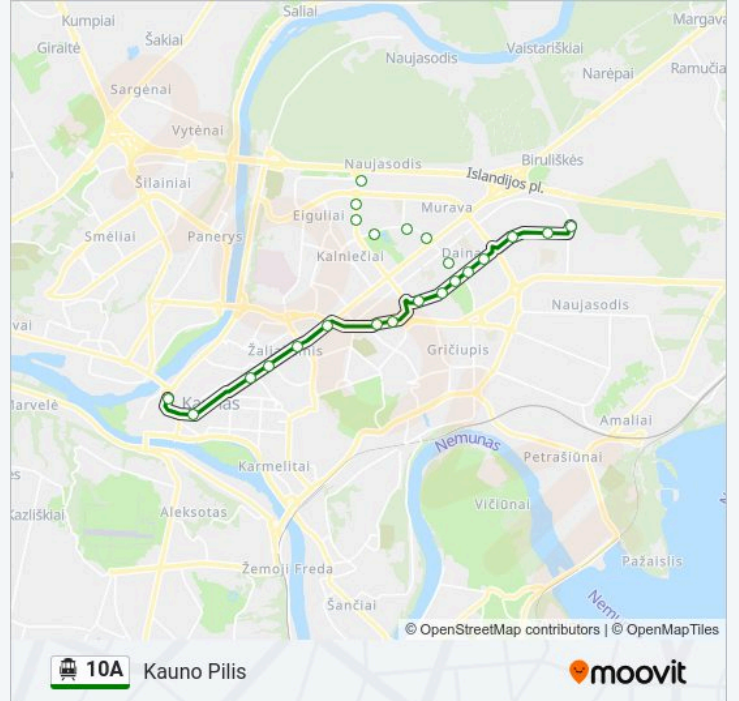 Saliai
Kumpiai
Margava
Giraitė
Šakiai
Vaistariškiai
Naujasodis
Narėpai
Ramučia
Sargėnai
Vytėnai
Naujasodis
Biruliškės
Islandijos pl.
Šilainiai
Eiguliai
Murava
Smėliai
Panerys
Kalniečiai
Daina
Naujasodis
vai
Gričiupis
Marvelė
Amaliai
Nemunas
Petrašiūnai
Karmelitai
Vičiūnai
Kazliškiai
Aleksotas
Pažaislis
Žemoji Freda
Šančiai
© OpenStreetMap contributors | © OpenMapTiles
10A Kauno Pilis
moovit